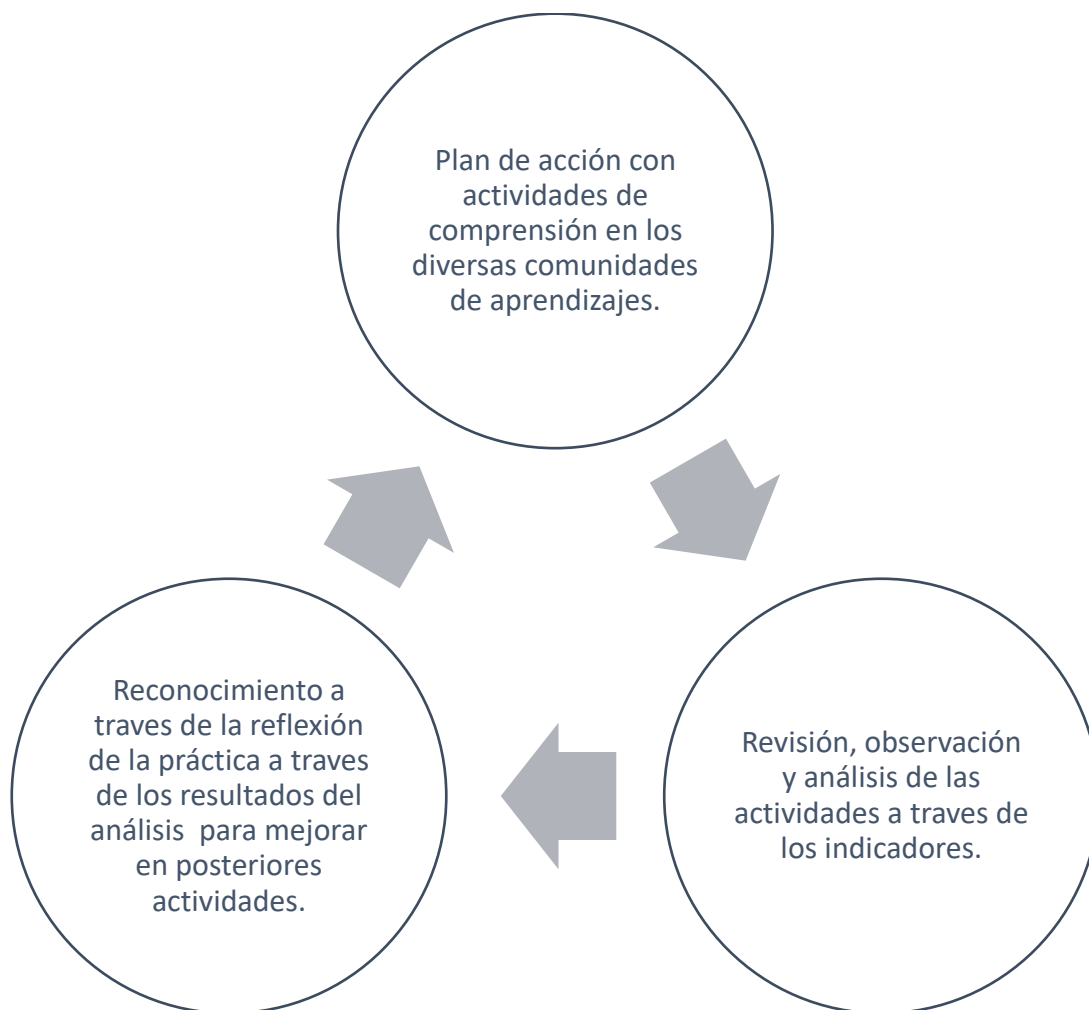 Plan de acción con
actividades de
comprensión en los
diversas comunidades
de aprendizajes.
Revisión, observación
y análisis de las
actividades a traves de
los indicadores.
Reconocimiento a
traves de la reflexión
de la práctica a traves
de los resultados del
análisis para mejorar
en posteriores
actividades.